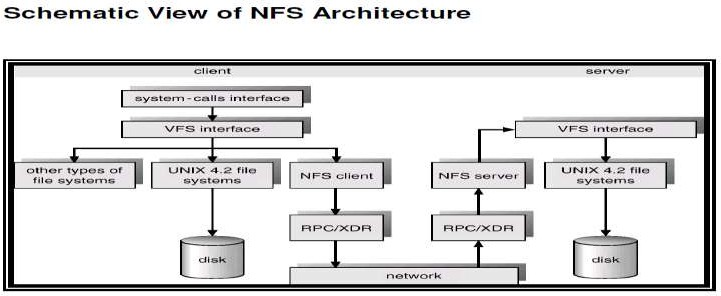 Schematic View of NFS Architecture
client
server
system-calls interface
VFS interface
VFS interface
other types of
file systems
UNIX 4.2 file
systems
NFS client
NFS server
UNIX 4.2 file
systems
RPC/XDR
RPC/XDR
disk
disk
network